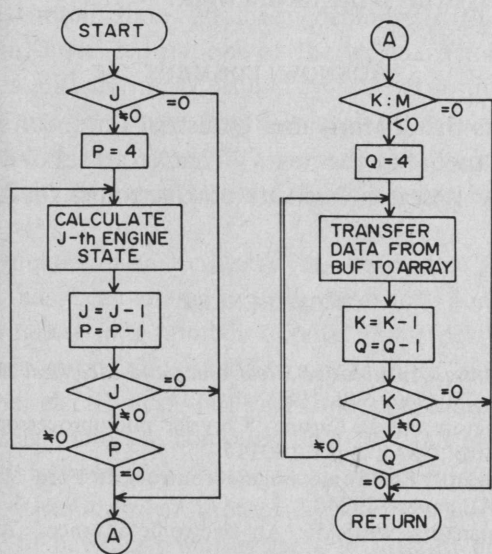 START
J
=0
≒0
P = 4
CALCULATE
J-th ENGINE
STATE
J = J-1
P = P-1
J
=0
≒0
≒0
P
=0
A
A
K : M
=0
<0
Q = 4
TRANSFER
DATA FROM
BUF TO ARRAY
K = K-1
Q = Q-1
K
=0
≒0
≒0
Q
=0
RETURN